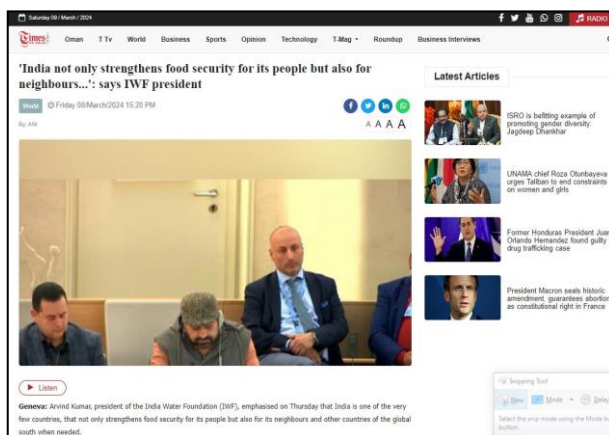 Saturday 09 / March / 2024
RADIO
Times
Oman T Tv World Business Sports Opinion Technology T-Mag Roundup Business Interviews
'India not only strengthens food security for its people but also for
neighbours...': says IWF president
World Friday 08/March/2024 15:20 PM
By: ANI
A A A A
Listen
Geneva: Arvind Kumar, president of the India Water Foundation (IWF), emphasised on Thursday that India is one of the very
few countries, that not only strengthens food security for its people but also for its neighbours and other countries of the global
south when needed.
Latest Articles
ISRO is befitting example of
promoting gender diversity:
Jagdeep Dhankhar
UNAMA chief Roza Otunbayeva
urges Taliban to end constraints
on women and girls
Former Honduras President Juan
Orlando Hernandez found guilty
drug trafficking case
President Macron seals historic
amendment, guarantees abortion
as constitutional right in France
Snipping Tool
New Mode Delay
Select the snip mode using the Mode
button.